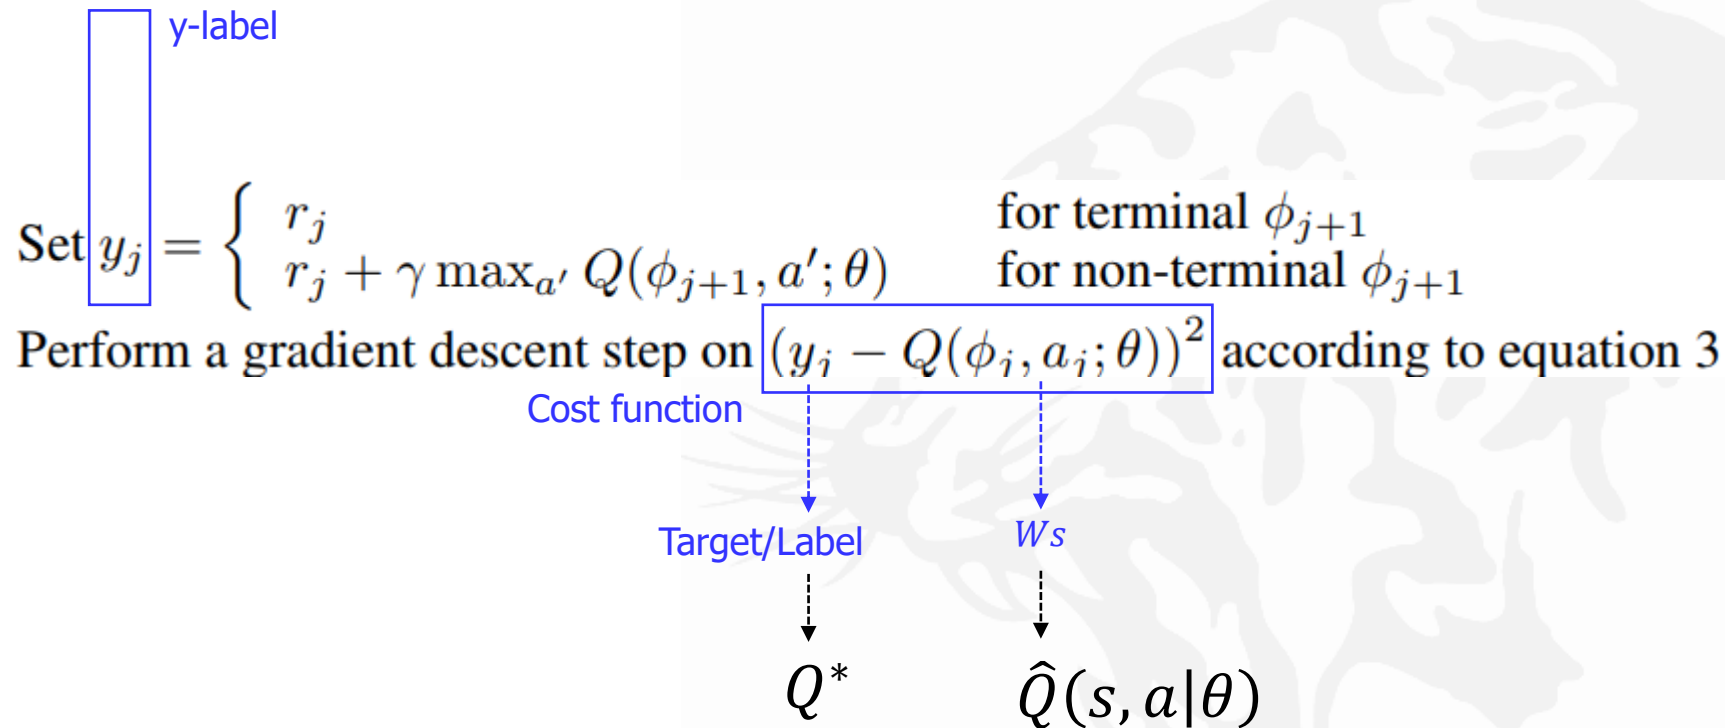 y-label
Set y_j = { r_j for terminal ϕ_{j+1}
r_j + γ max_{a'} Q(ϕ_{j+1}, a'; θ) for non-terminal ϕ_{j+1}
Perform a gradient descent step on (y_j − Q(ϕ_j, a_j; θ))² according to equation 3
Cost function
Target/Label Ws
Q* Q̂(s, a|θ)